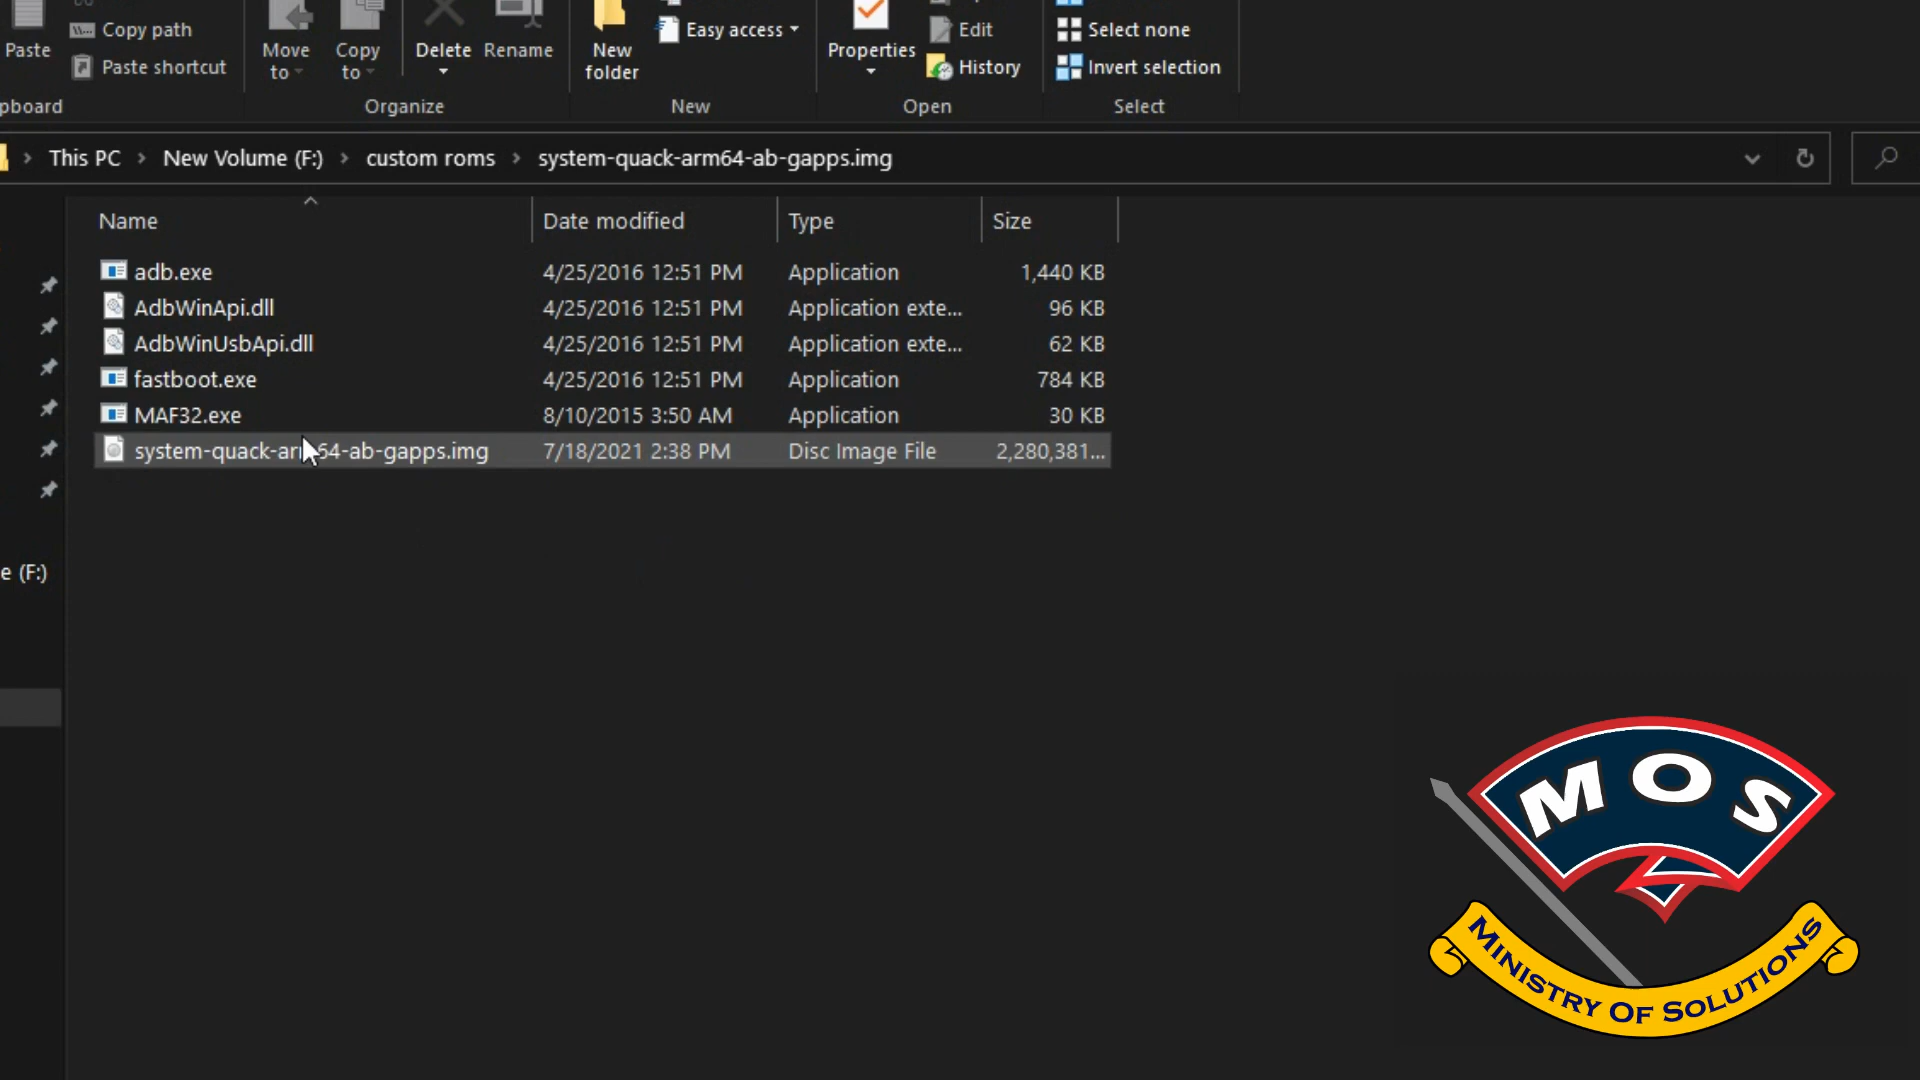 Paste
Copy path
Paste shortcut
Move to
Copy to
Delete
Rename
New folder
Easy access
Properties
Edit
History
Select none
Invert selection
pboard
Organize
New
Open
Select
This PC > New Volume (F:) > custom roms > system-quack-arm64-ab-gapps.img
Name Date modified Type Size
adb.exe 4/25/2016 12:51 PM Application 1,440 KB
AdbWinApi.dll 4/25/2016 12:51 PM Application exte... 96 KB
AdbWinUsbApi.dll 4/25/2016 12:51 PM Application exte... 62 KB
fastboot.exe 4/25/2016 12:51 PM Application 784 KB
MAF32.exe 8/10/2015 3:50 AM Application 30 KB
system-quack-arm64-ab-gapps.img 7/18/2021 2:38 PM Disc Image File 2,280,381...
e (F:)
MOS
MINISTRY OF SOLUTIONS